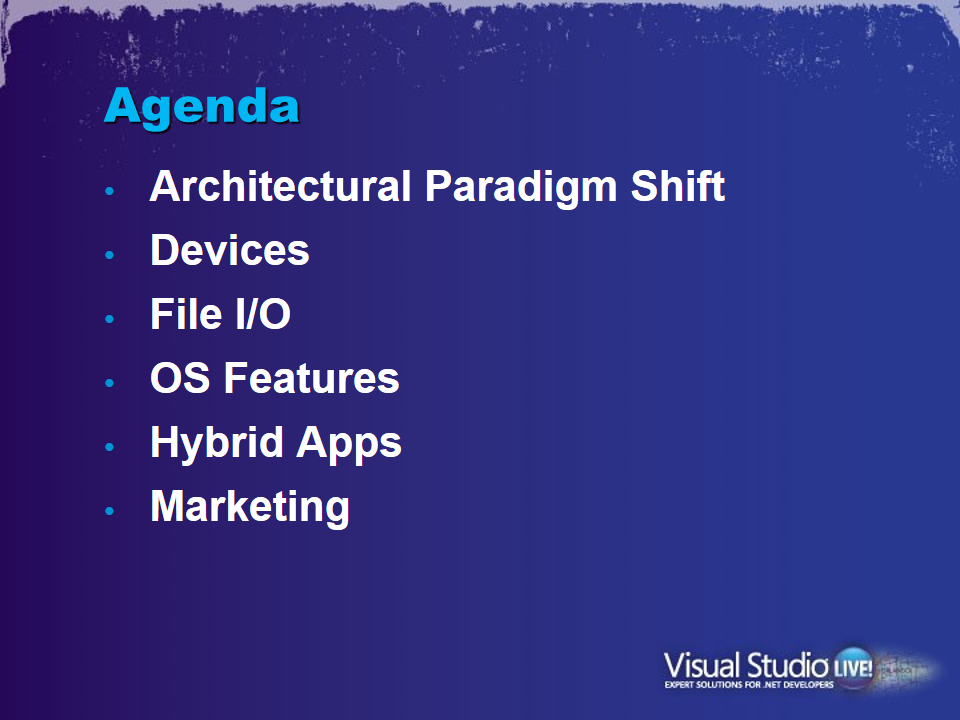 Agenda
• Architectural Paradigm Shift
• Devices
• File I/O
• OS Features
• Hybrid Apps
• Marketing
Visual Studio LIVE!
EXPERT SOLUTIONS FOR .NET DEVELOPERS